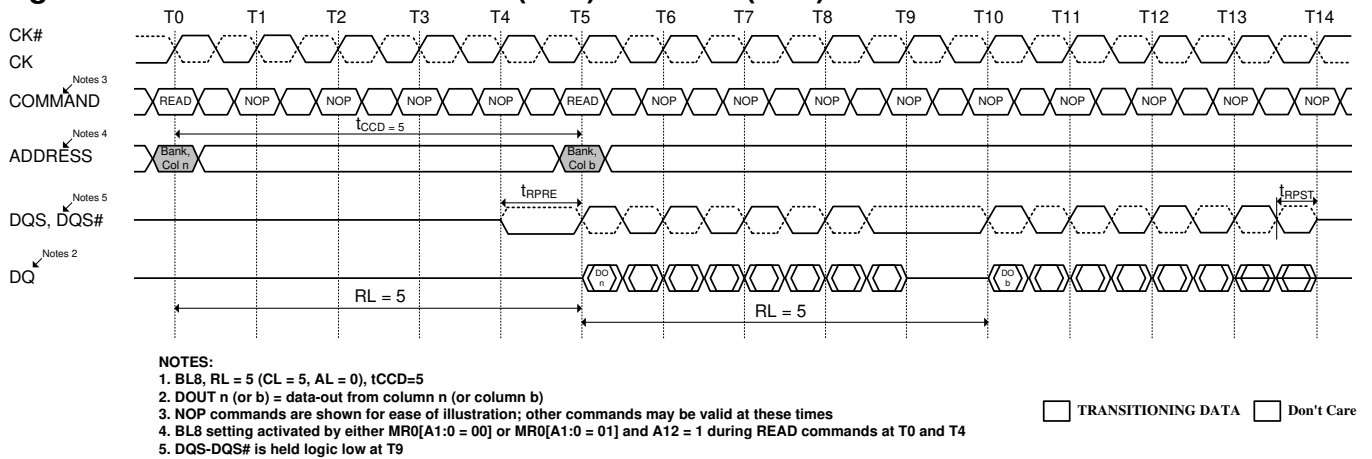 T0 T1 T2 T3 T4 T5 T6 T7 T8 T9 T10 T11 T12 T13 T14
CK#
CK
Notes 3
COMMAND READ NOP NOP NOP NOP READ NOP NOP NOP NOP NOP NOP NOP NOP NOP
tCCD = 5
Notes 4
ADDRESS Bank, Col n Bank, Col b
tRPRE tRPST
Notes 5
DQS, DQS#
Notes 2
DQ DO n DO b
RL = 5 RL = 5
NOTES:
1. BL8, RL = 5 (CL = 5, AL = 0), tCCD=5
2. DOUT n (or b) = data-out from column n (or column b)
3. NOP commands are shown for ease of illustration; other commands may be valid at these times
4. BL8 setting activated by either MR0[A1:0 = 00] or MR0[A1:0 = 01] and A12 = 1 during READ commands at T0 and T4
5. DQS-DQS# is held logic low at T9
TRANSITIONING DATA Don't Care